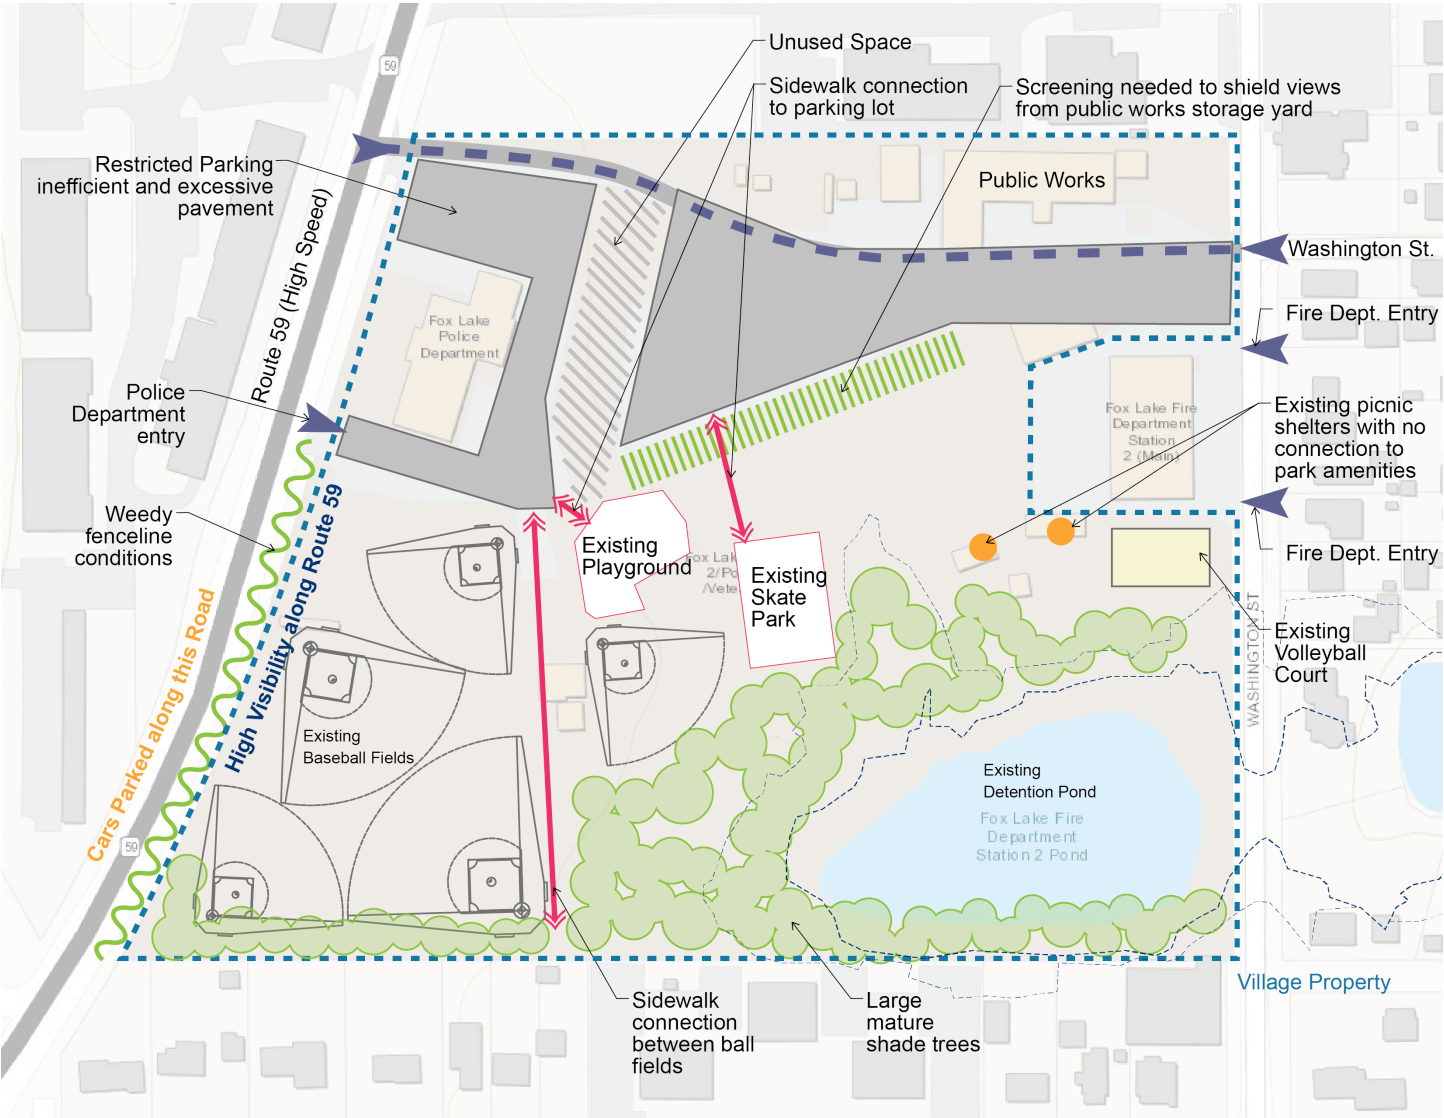 Unused Space
59
Sidewalk connection
to parking lot
Screening needed to shield views
from public works storage yard
Restricted Parking
inefficient and excessive
pavement
Public Works
Route 59 (High Speed)
Washington St.
Fire Dept. Entry
Fox Lake
Police
Department
Police
Department
entry
Fox Lake Fire
Department
Station
2 (Main)
Existing picnic
shelters with no
connection to
park amenities
Weedy
fenceline
conditions
High Visibility along Route 59
Existing
Playground
Fox Lak
2/Po
/Vete
Existing
Skate
Park
Fire Dept. Entry
Cars Parked along this Road
WASHINGTON ST
Existing
Volleyball
Court
Existing
Baseball Fields
Existing
Detention Pond
Fox Lake Fire
Department
Station 2 Pond
59
Village Property
Sidewalk
connection
between ball
fields
Large
mature
shade trees